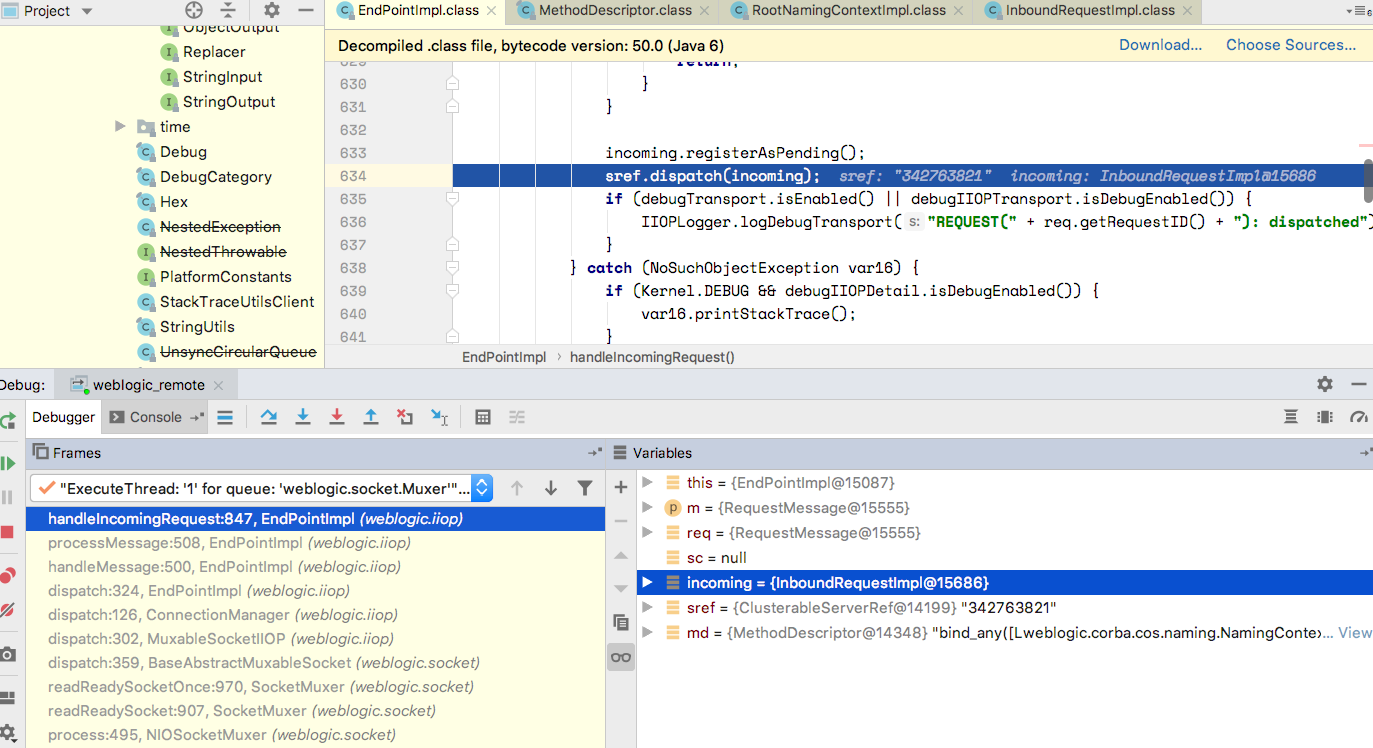 Project
EndPointImpl.class
MethodDescriptor.class
RootNamingContextImpl.class
InboundRequestImpl.class
Decompiled .class file, bytecode version: 50.0 (Java 6)
Download...
Choose Sources...
ObjectOutput
Replacer
StringInput
StringOutput
time
Debug
DebugCategory
Hex
NestedException
NestedThrowable
PlatformConstants
StackTraceUtilsClient
StringUtils
UnsyncCircularQueue
629 return;
630 }
631 }
632
633 incoming.registerAsPending();
634 sref.dispatch(incoming); sref: "342763821" incoming: InboundRequestImpl@15686
635 if (debugTransport.isEnabled() || debugIIOPTransport.isDebugEnabled()) {
636 IIOPLogger.logDebugTransport( s: "REQUEST(" + req.getRequestID() + "): dispatched")
637 }
638 } catch (NoSuchObjectException var16) {
639 if (Kernel.DEBUG && debugIIOPDetail.isDebugEnabled()) {
640 var16.printStackTrace();
641 }
EndPointImpl › handleIncomingRequest()
Debug:
weblogic_remote
Debugger
Console
Frames
"ExecuteThread: '1' for queue: 'weblogic.socket.Muxer'"...
handleIncomingRequest:847, EndPointImpl (weblogic.iiop)
processMessage:508, EndPointImpl (weblogic.iiop)
handleMessage:500, EndPointImpl (weblogic.iiop)
dispatch:324, EndPointImpl (weblogic.iiop)
dispatch:126, ConnectionManager (weblogic.iiop)
dispatch:302, MuxableSocketIIOP (weblogic.iiop)
dispatch:359, BaseAbstractMuxableSocket (weblogic.socket)
readReadySocketOnce:970, SocketMuxer (weblogic.socket)
readReadySocket:907, SocketMuxer (weblogic.socket)
process:495, NIOSocketMuxer (weblogic.socket)
Variables
this = {EndPointImpl@15087}
p m = {RequestMessage@15555}
req = {RequestMessage@15555}
sc = null
incoming = {InboundRequestImpl@15686}
sref = {ClusterableServerRef@14199} "342763821"
md = {MethodDescriptor@14348} "bind_any([Lweblogic.corba.cos.naming.NamingContex... View